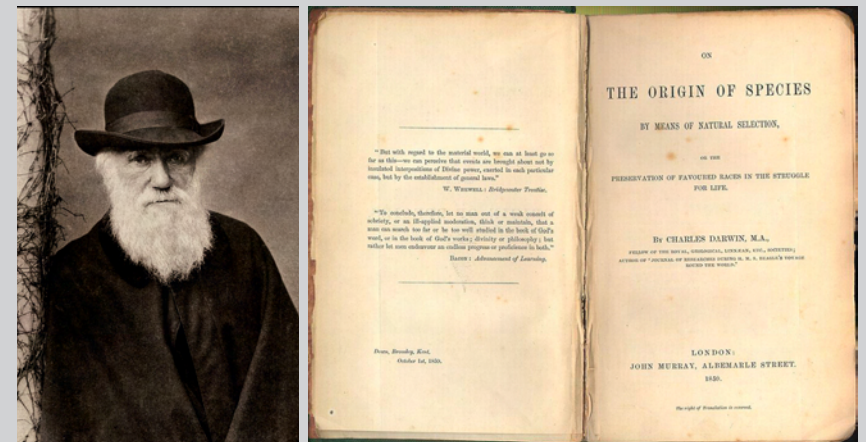 "But with regard to the material world, we can at least go so
far as this—we can perceive that events are brought about not by
insulated interpositions of Divine power, exerted in each particular
case, but by the establishment of general laws."
W. WHEWELL: Bridgewater Treatise.
"To conclude, therefore, let no man out of a weak conceit of
sobriety, or an ill-applied moderation, think or maintain, that a
man can search too far or be too well studied in the book of God's
word, or in the book of God's works; divinity or philosophy; but
rather let men endeavour an endless progress or proficience in both."
BACON: Advancement of Learning.
Down, Bromley, Kent,
October 1st, 1859.
ON
THE ORIGIN OF SPECIES
BY MEANS OF NATURAL SELECTION,
OR THE
PRESERVATION OF FAVOURED RACES IN THE STRUGGLE
FOR LIFE.
BY CHARLES DARWIN, M.A.,
FELLOW OF THE ROYAL, GEOLOGICAL, LINNÆAN, ETC., SOCIETIES;
AUTHOR OF 'JOURNAL OF RESEARCHES DURING H. M. S. BEAGLE'S VOYAGE
ROUND THE WORLD.'
LONDON:
JOHN MURRAY, ALBEMARLE STREET.
1859.
The right of Translation is reserved.